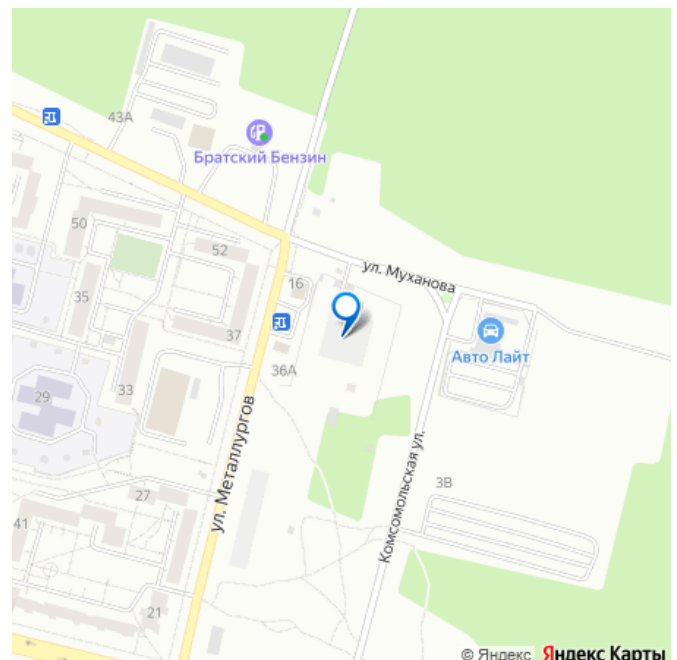 43А
Братский Бензин
50
52
ул. Муханова
16
35
37
Авто Лайт
36А
33
29
ул. Металлургов
Комсомольская ул.
3В
27
41
21
© Яндекс Яндекс Карты